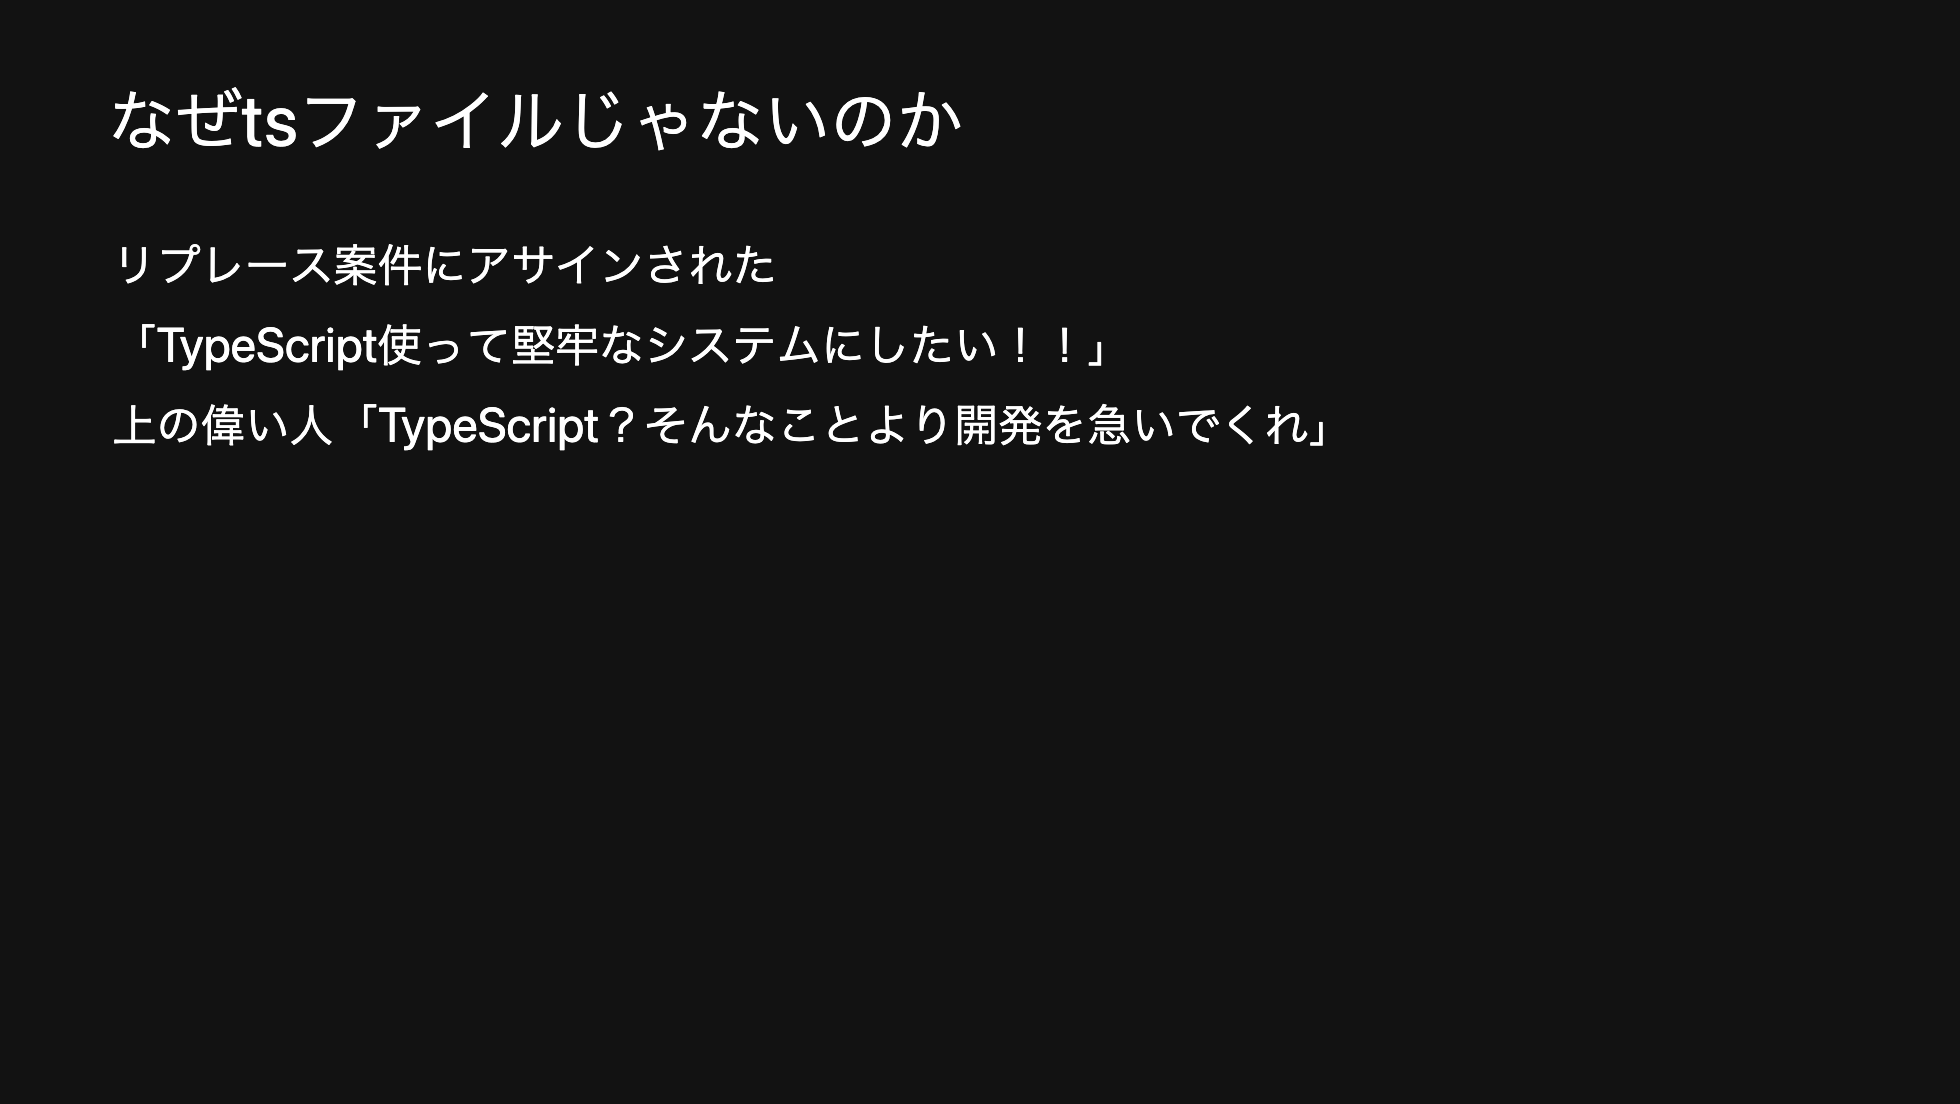 なぜtsファイルじゃないのか
リプレース案件にアサインされた
「TypeScript使って堅牢なシステムにしたい！！」
上の偉い人「TypeScript？そんなことより開発を急いでくれ」